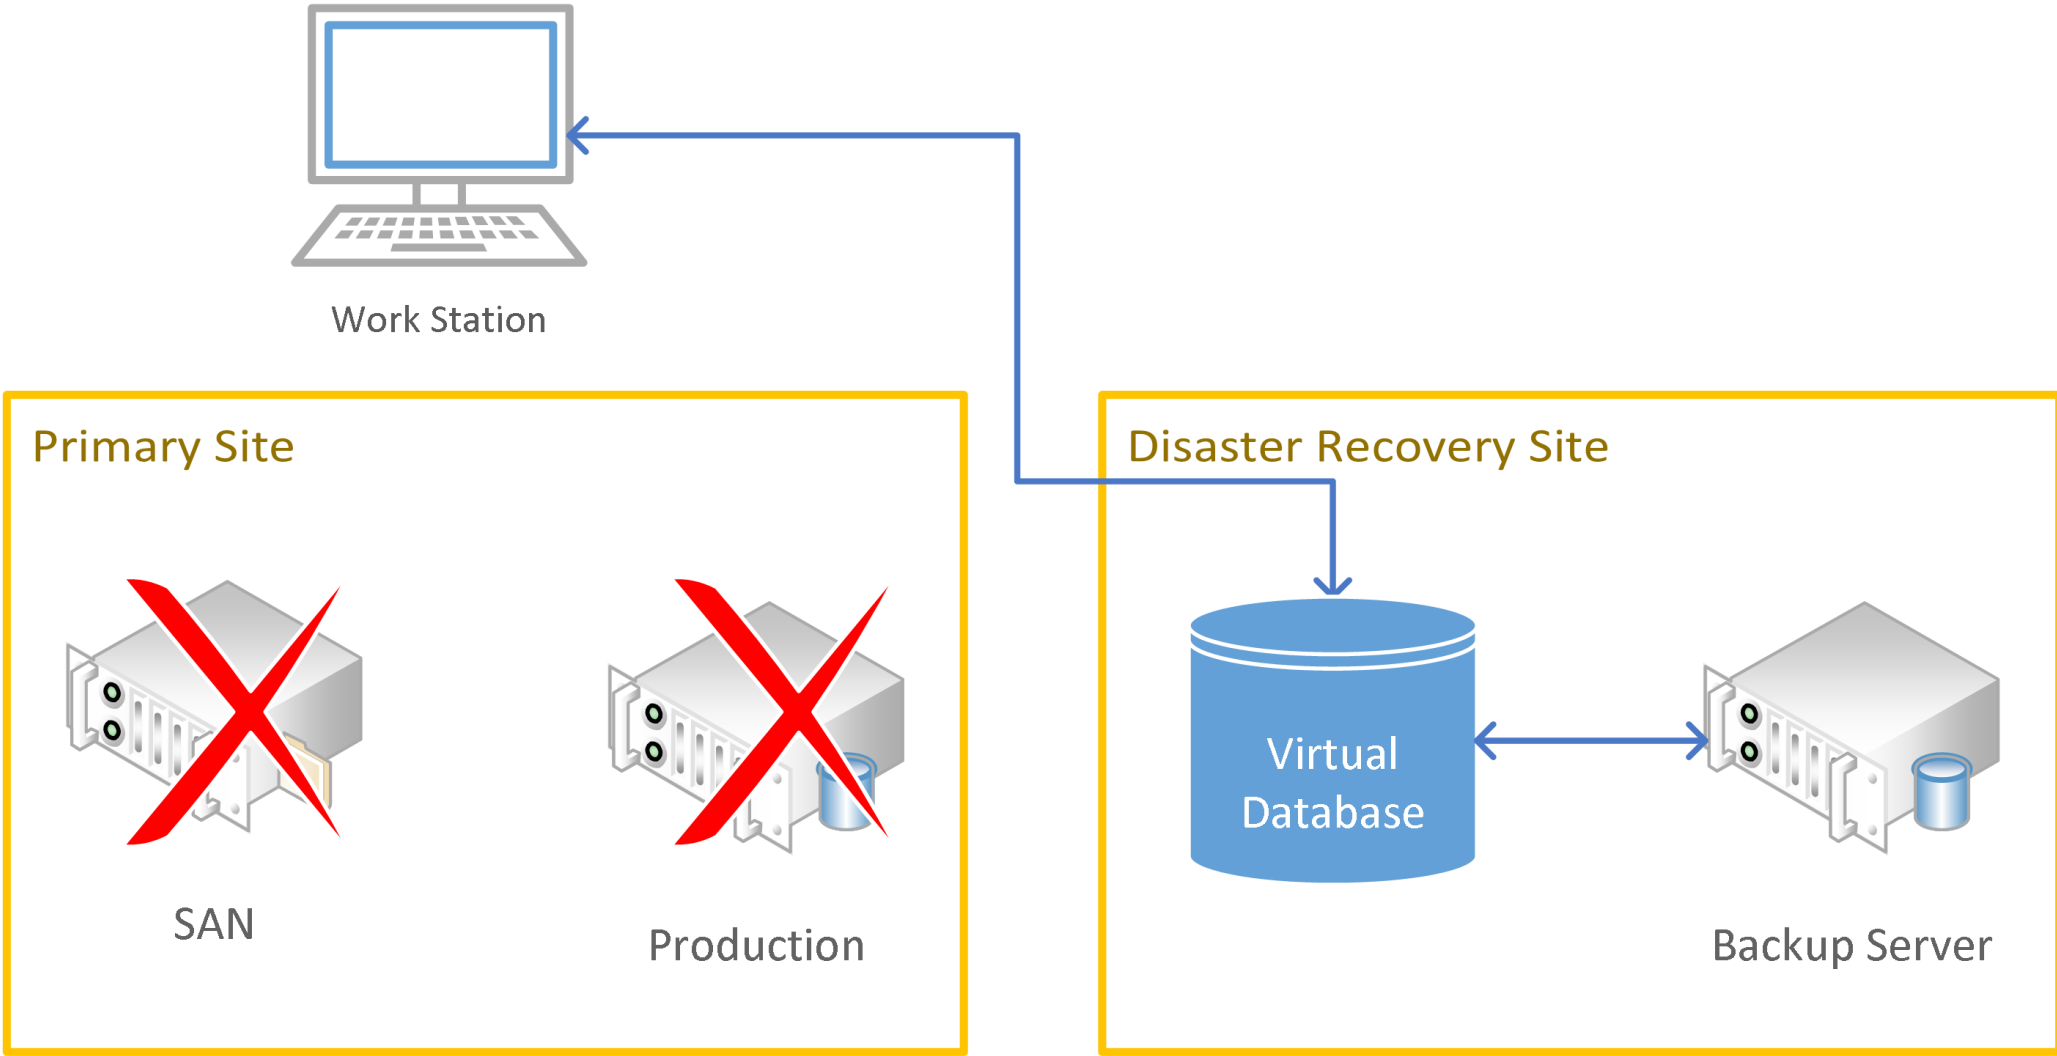 Work Station
Primary Site
Disaster Recovery Site
Virtual
Database
SAN
Production
Backup Server